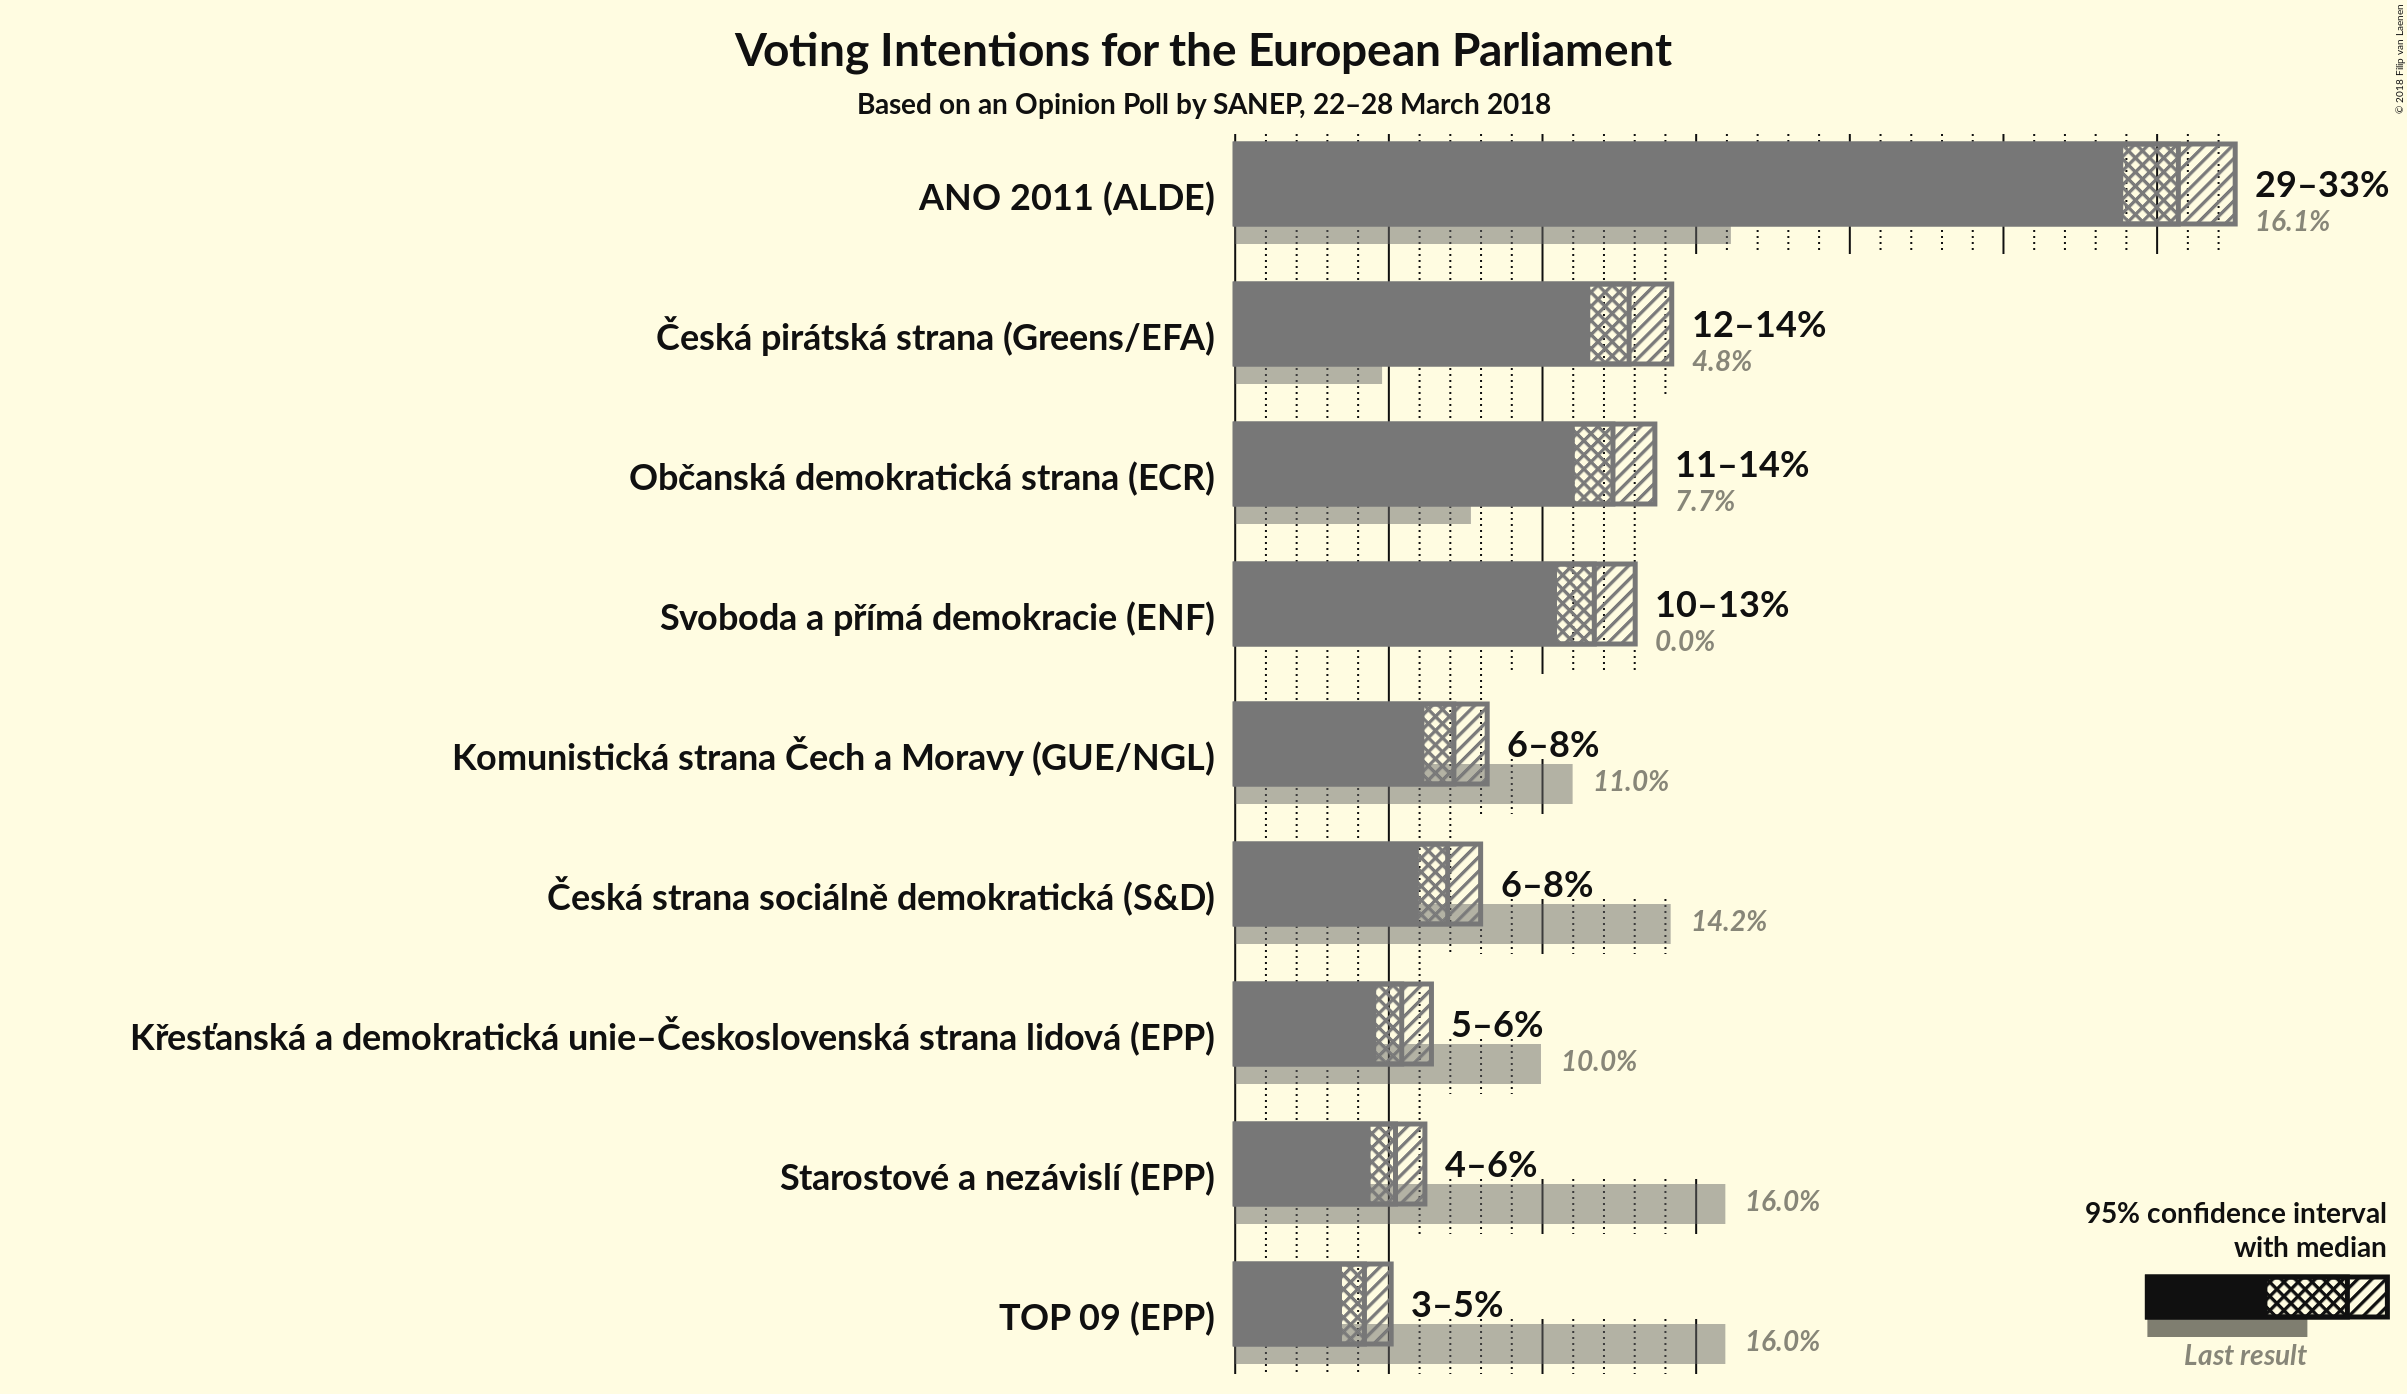 © 2018 Filip van Laenen
Voting Intentions for the European Parliament
Based on an Opinion Poll by SANEP, 22–28 March 2018
ANO 2011 (ALDE)
29–33%
16.1%
Česká pirátská strana (Greens/EFA)
12–14%
4.8%
Občanská demokratická strana (ECR)
11–14%
7.7%
Svoboda a přímá demokracie (ENF)
10–13%
0.0%
Komunistická strana Čech a Moravy (GUE/NGL)
6–8%
11.0%
Česká strana sociálně demokratická (S&D)
6–8%
14.2%
Křesťanská a demokratická unie–Československá strana lidová (EPP)
5–6%
10.0%
Starostové a nezávislí (EPP)
4–6%
16.0%
TOP 09 (EPP)
3–5%
16.0%
95% confidence interval
with median
Last result